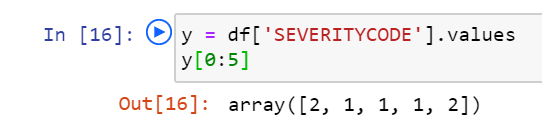 In [16]: y = df['SEVERITYCODE'].values
y[0:5]
Out[16]: array([2, 1, 1, 1, 2])